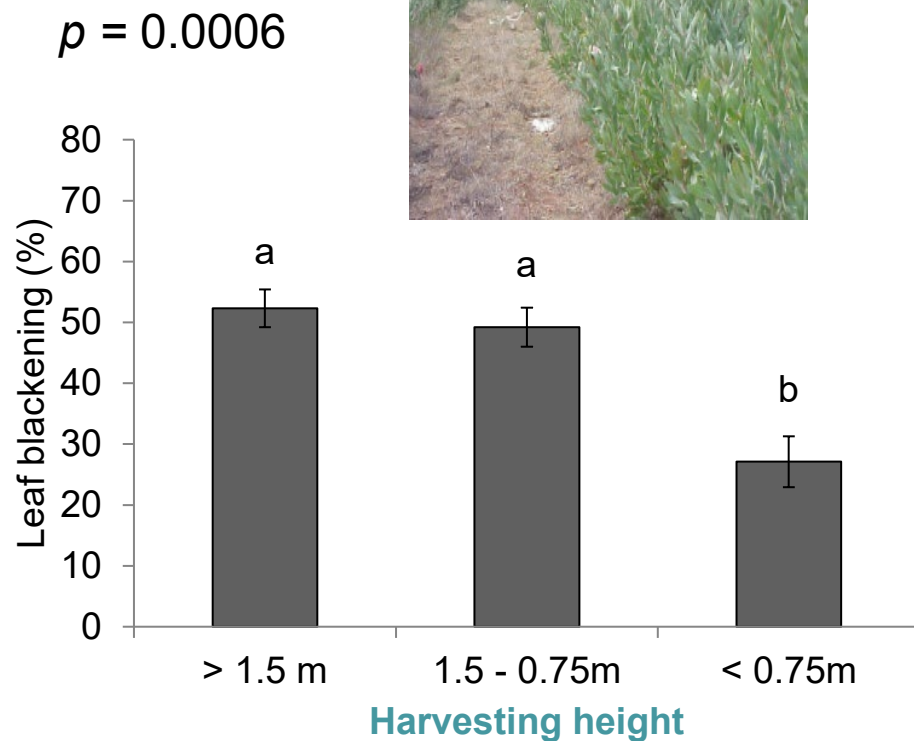 p = 0.0006
Leaf blackening (%)
80
70
60
50
40
30
20
10
0
a
a
b
> 1.5 m
1.5 - 0.75m
< 0.75m
Harvesting height